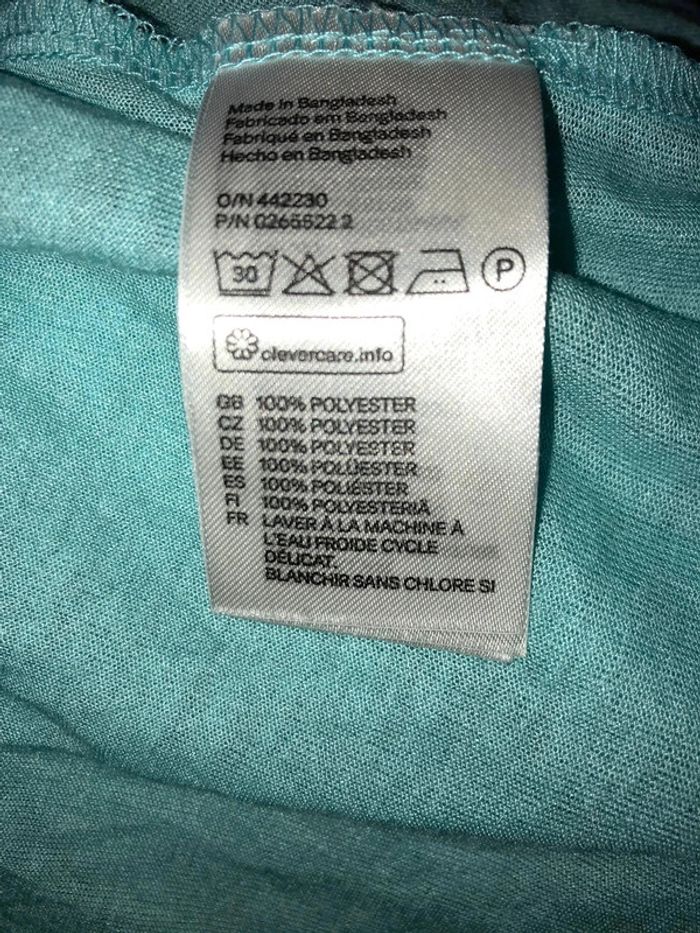 Made in Bangladesh
Fabricado em Bangladesh
Fabriqué en Bangladesh
Hecho en Bangladesh
O/N 442230
P/N 0265522 2
30
P
clevercare.info
GB 100% POLYESTER
CZ 100% POLYESTER
DE 100% POLYESTER
EE 100% POLÜESTER
ES 100% POLIÉSTER
FI 100% POLYESTERIÄ
FR LAVER À LA MACHINE À
L'EAU FROIDE CYCLE
DÉLICAT.
BLANCHIR SANS CHLORE SI